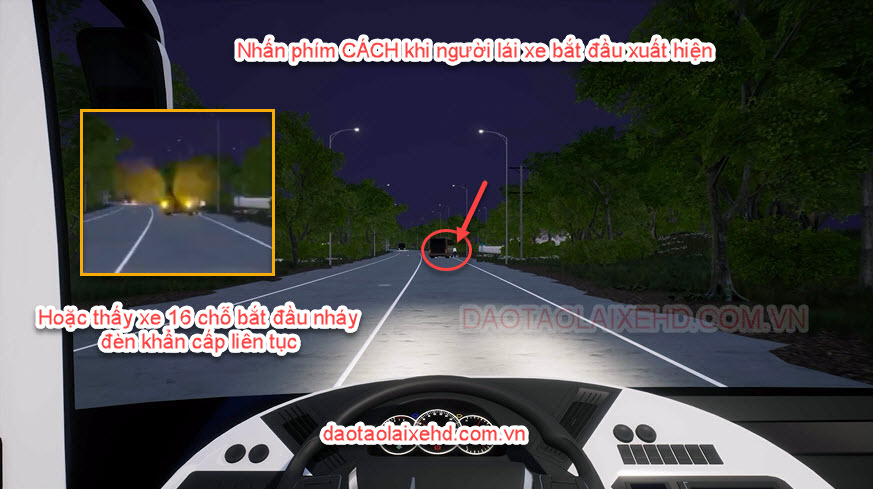 Nhấn phím CÁCH khi người lái xe bắt đầu xuất hiện
DAOTAOLAIXEHD.COM.VN
Hoặc thấy xe 16 chỗ bắt đầu nháy
đèn khẩn cấp liên tục
daotaolaixehd.com.vn